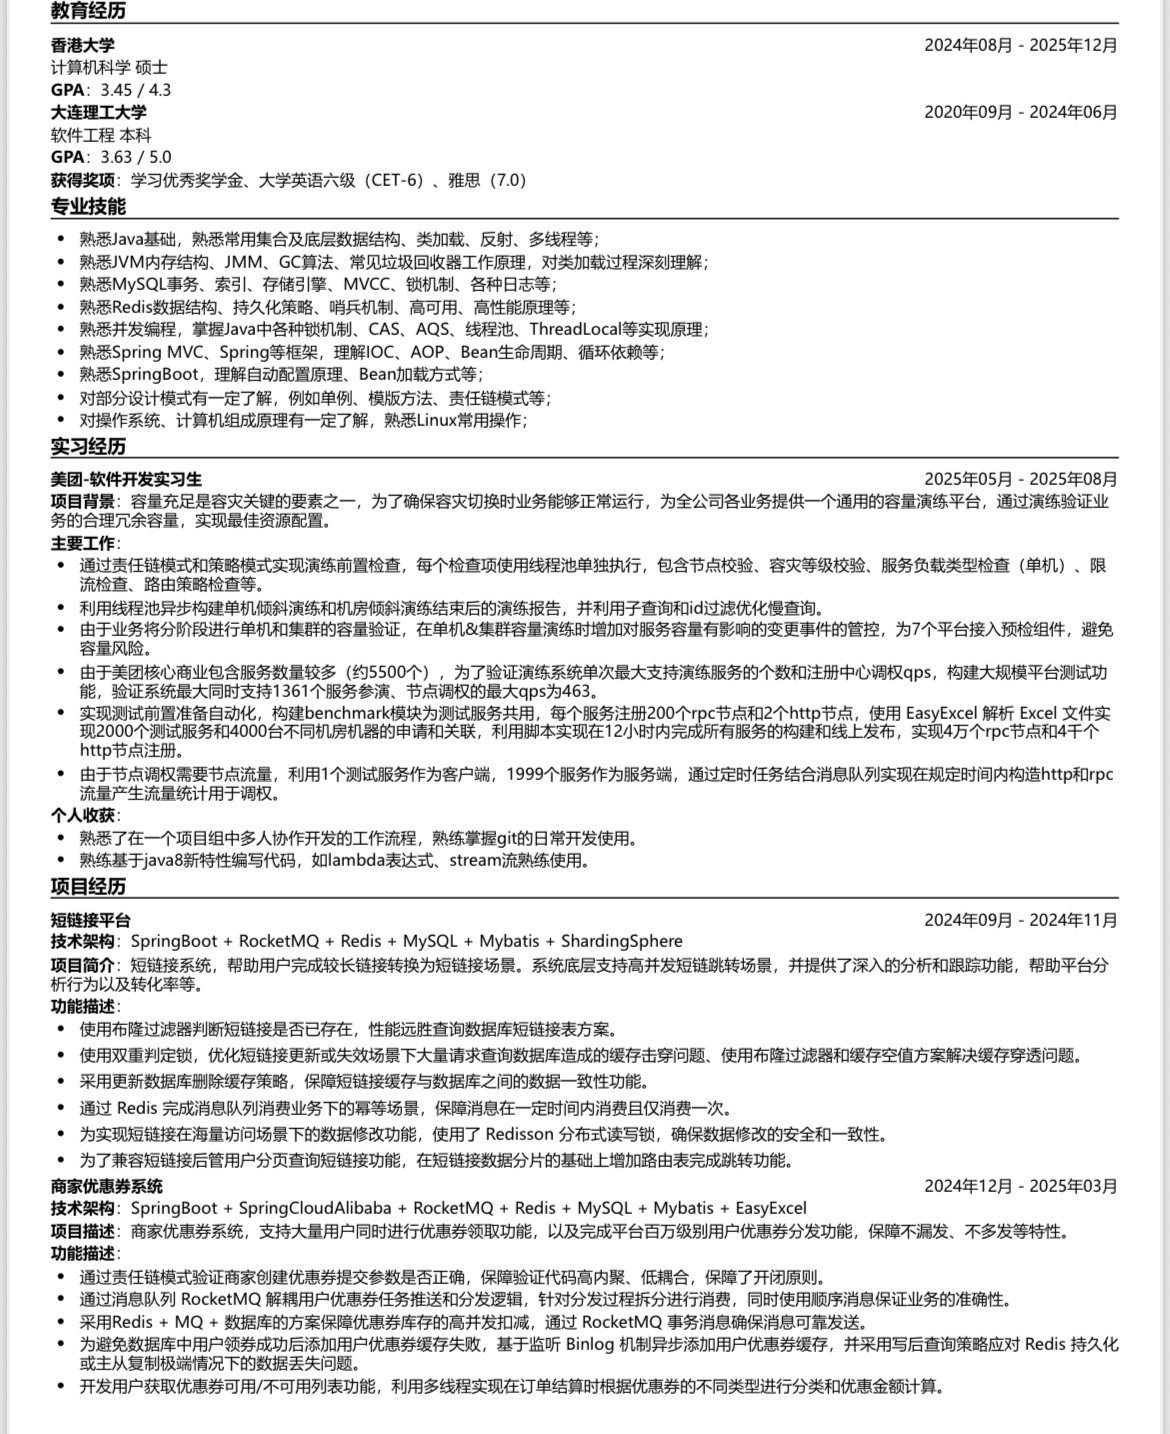 教育经历
香港大学 2024年08月 - 2025年12月
计算机科学 硕士
GPA：3.45 / 4.3
大连理工大学 2020年09月 - 2024年06月
软件工程 本科
GPA：3.63 / 5.0
获得奖项：学习优秀奖学金、大学英语六级（CET-6）、雅思（7.0）
专业技能
• 熟悉Java基础，熟悉常用集合及底层数据结构、类加载、反射、多线程等；
• 熟悉JVM内存结构、JMM、GC算法、常见垃圾回收器工作原理，对类加载过程深刻理解；
• 熟悉MySQL事务、索引、存储引擎、MVCC、锁机制、各种日志等；
• 熟悉Redis数据结构、持久化策略、哨兵机制、高可用、高性能原理等；
• 熟悉并发编程，掌握Java中各种锁机制、CAS、AQS、线程池、ThreadLocal等实现原理；
• 熟悉Spring MVC、Spring等框架，理解IOC、AOP、Bean生命周期、循环依赖等；
• 熟悉SpringBoot，理解自动配置原理、Bean加载方式等；
• 对部分设计模式有一定了解，例如单例、模版方法、责任链模式等；
• 对操作系统、计算机组成原理有一定了解，熟悉Linux常用操作；
实习经历
美团-软件开发实习生 2025年05月 - 2025年08月
项目背景：容量充足是容灾关键的要素之一，为了确保容灾切换时业务能够正常运行，为全公司各业务提供一个通用的容量演练平台，通过演练验证业
务的合理冗余容量，实现最佳资源配置。
主要工作：
• 通过责任链模式和策略模式实现演练前置检查，每个检查项使用线程池单独执行，包含节点校验、容灾等级校验、服务负载类型检查（单机）、限
流检查、路由策略检查等。
• 利用线程池异步构建单机倾斜演练和机房倾斜演练结束后的演练报告，并利用子查询和id过滤优化慢查询。
• 由于业务将分阶段进行单机和集群的容量验证，在单机&集群容量演练时增加对服务容量有影响的变更事件的管控，为7个平台接入预检组件，避免
容量风险。
• 由于美团核心商业包含服务数量较多（约5500个），为了验证演练系统单次最大支持演练服务的个数和注册中心调权qps，构建大规模平台测试功
能，验证系统最大同时支持1361个服务参演、节点调权的最大qps为463。
• 实现测试前置准备自动化，构建benchmark模块为测试服务共用，每个服务注册200个rpc节点和2个http节点，使用 EasyExcel 解析 Excel 文件实
现2000个测试服务和4000台不同机房机器的申请和关联，利用脚本实现在12小时内完成所有服务的构建和线上发布，实现4万个rpc节点和4千个
http节点注册。
• 由于节点调权需要节点流量，利用1个测试服务作为客户端，1999个服务作为服务端，通过定时任务结合消息队列实现在规定时间内构造http和rpc
流量产生流量统计用于调权。
个人收获：
• 熟悉了在一个项目组中多人协作开发的工作流程，熟练掌握git的日常开发使用。
• 熟练基于java8新特性编写代码，如lambda表达式、stream流熟练使用。
项目经历
短链接平台 2024年09月 - 2024年11月
技术架构：SpringBoot + RocketMQ + Redis + MySQL + Mybatis + ShardingSphere
项目简介：短链接系统，帮助用户完成较长链接转换为短链接场景。系统底层支持高并发短链跳转场景，并提供了深入的分析和跟踪功能，帮助平台分
析行为以及转化率等。
功能描述：
• 使用布隆过滤器判断短链接是否已存在，性能远胜查询数据库短链接表方案。
• 使用双重判定锁，优化短链接更新或失效场景下大量请求查询数据库造成的缓存击穿问题、使用布隆过滤器和缓存空值方案解决缓存穿透问题。
• 采用更新数据库删除缓存策略，保障短链接缓存与数据库之间的数据一致性功能。
• 通过 Redis 完成消息队列消费业务下的幂等场景，保障消息在一定时间内消费且仅消费一次。
• 为实现短链接在海量访问场景下的数据修改功能，使用了 Redisson 分布式读写锁，确保数据修改的安全和一致性。
• 为了兼容短链接后管用户分页查询短链接功能，在短链接数据分片的基础上增加路由表完成跳转功能。
商家优惠券系统 2024年12月 - 2025年03月
技术架构：SpringBoot + SpringCloudAlibaba + RocketMQ + Redis + MySQL + Mybatis + EasyExcel
项目描述：商家优惠券系统，支持大量用户同时进行优惠券领取功能，以及完成平台百万级别用户优惠券分发功能，保障不漏发、不多发等特性。
功能描述：
• 通过责任链模式验证商家创建优惠券提交参数是否正确，保障验证代码高内聚、低耦合，保障了开闭原则。
• 通过消息队列 RocketMQ 解耦用户优惠券任务推送和分发逻辑，针对分发过程拆分进行消费，同时使用顺序消息保证业务的准确性。
• 采用Redis + MQ + 数据库的方案保障优惠券库存的高并发扣减，通过 RocketMQ 事务消息确保消息可靠发送。
• 为避免数据库中用户领券成功后添加用户优惠券缓存失败，基于监听 Binlog 机制异步添加用户优惠券缓存，并采用写后查询策略应对 Redis 持久化
或主从复制极端情况下的数据丢失问题。
• 开发用户获取优惠券可用/不可用列表功能，利用多线程实现在订单结算时根据优惠券的不同类型进行分类和优惠金额计算。